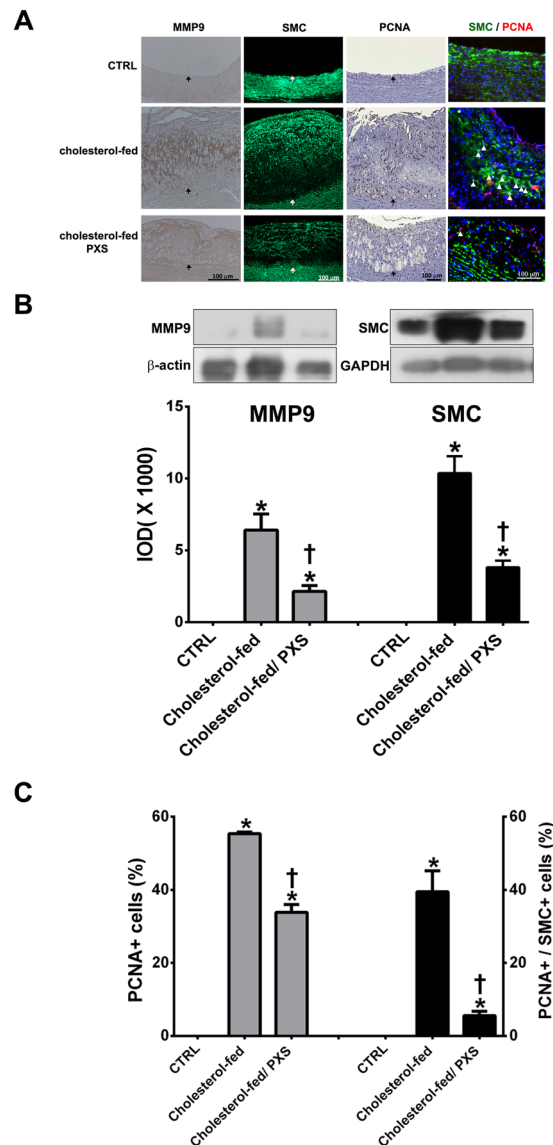 A
MMP9 SMC PCNA SMC / PCNA
CTRL
cholesterol-fed
cholesterol-fed
PXS
100 µm 100 µm 100 µm 100 µm
B
MMP9 SMC
β-actin GAPDH
MMP9 SMC
IOD( X 1000)
15
10
5
0
* † * * † *
CTRL Cholesterol-fed Cholesterol-fed/ PXS CTRL Cholesterol-fed Cholesterol-fed/ PXS
C
PCNA+ cells (%)
60
40
20
0
* † * * † *
60
40
20
0
PCNA+ / SMC+ cells (%)
CTRL Cholesterol-fed Cholesterol-fed/ PXS CTRL Cholesterol-fed Cholesterol-fed/ PXS